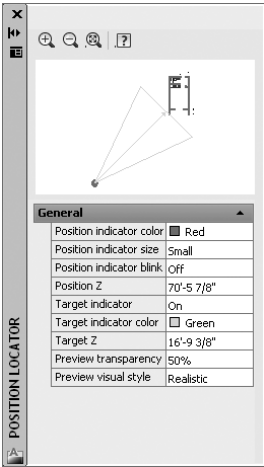 POSITION LOCATOR
General
Position indicator color Red
Position indicator size Small
Position indicator blink Off
Position Z 70'-5 7/8"
Target indicator On
Target indicator color Green
Target Z 16'-9 3/8"
Preview transparency 50%
Preview visual style Realistic